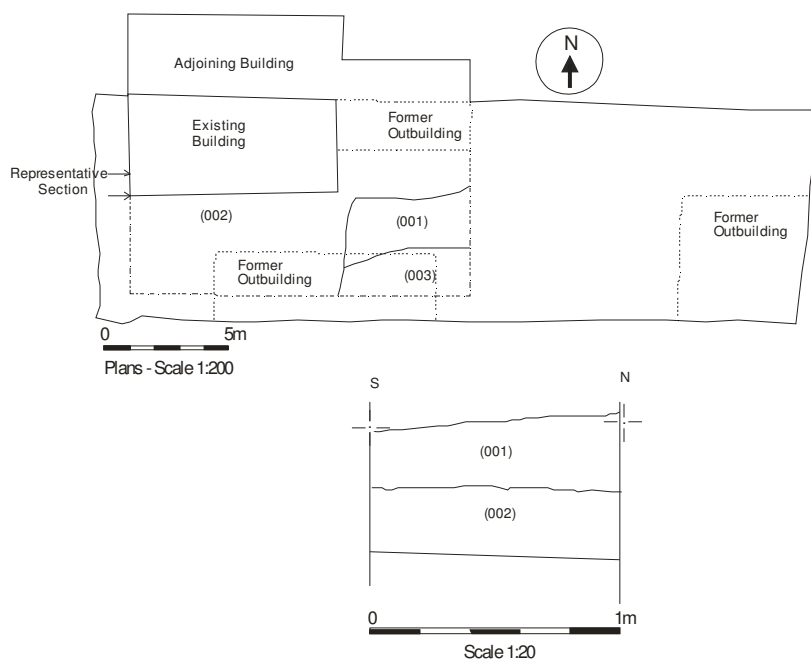 N
Adjoining Building
Existing
Building
Former
Outbuilding
Representative
Section
(002)
(001)
Former
Outbuilding
Former
Outbuilding
(003)
0
5m
Plans - Scale 1:200
S
N
(001)
(002)
0
1m
Scale 1:20